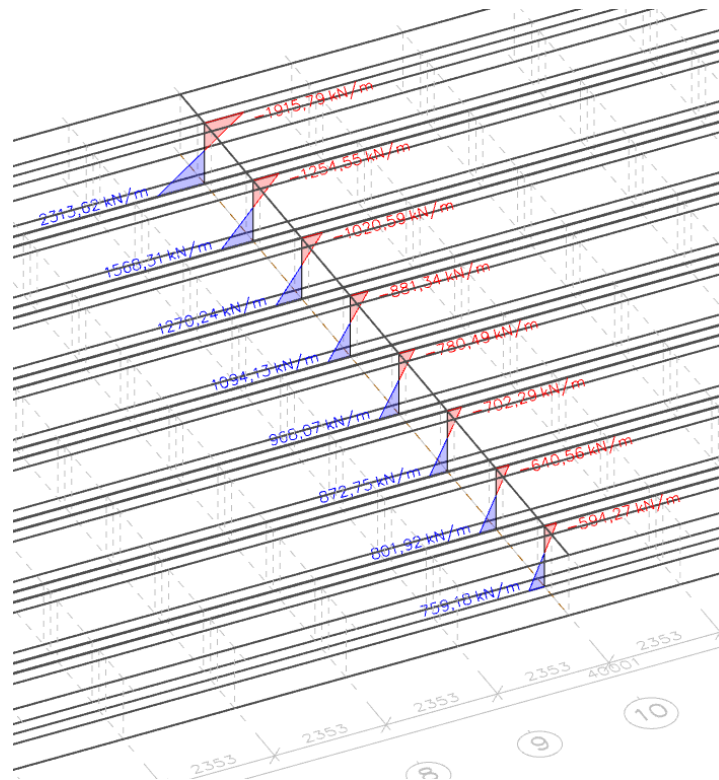 -1915,79 kN/m
2313,62 kN/m
-1254,55 kN/m
1568,31 kN/m
-1020,59 kN/m
1270,24 kN/m
-881,34 kN/m
1094,13 kN/m
-780,49 kN/m
966,07 kN/m
-702,29 kN/m
872,75 kN/m
-640,56 kN/m
801,92 kN/m
-594,27 kN/m
759,18 kN/m
2353
2353
2353
2353
2353
40001
10
9
8